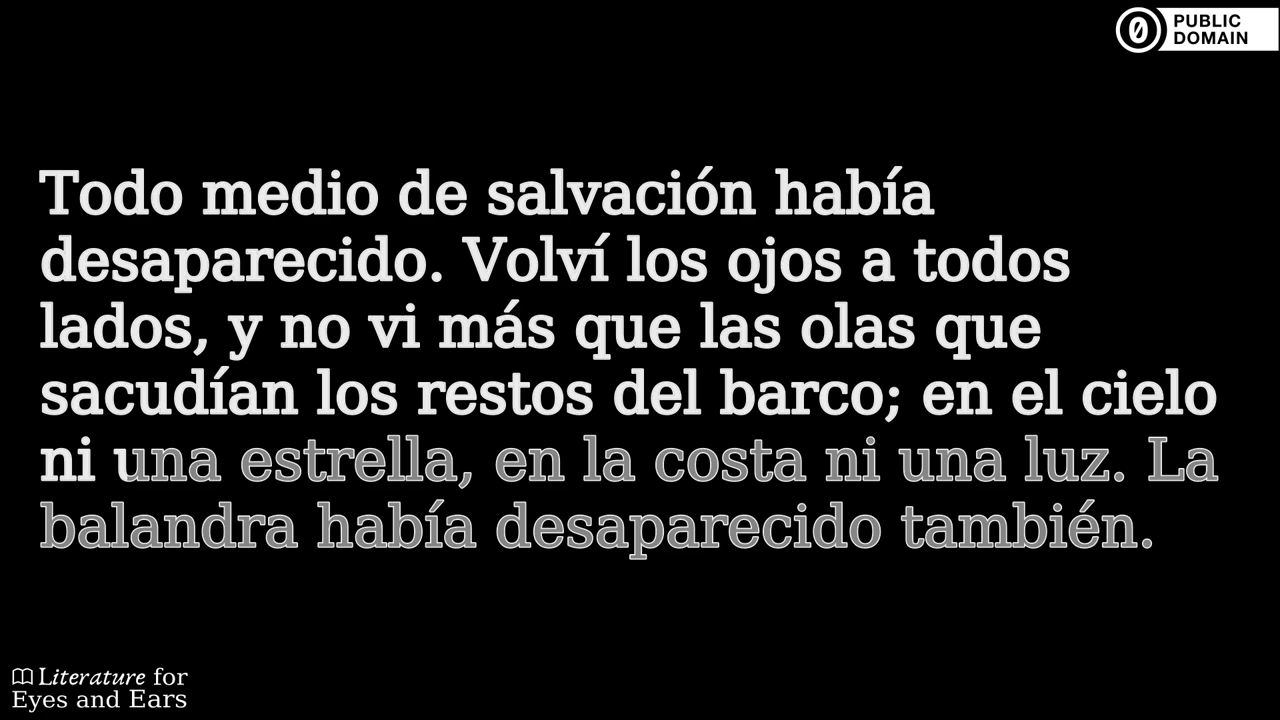 PUBLIC
DOMAIN
Todo medio de salvación había
desaparecido. Volví los ojos a todos
lados, y no vi más que las olas que
sacudían los restos del barco; en el cielo
ni una estrella, en la costa ni una luz. La
balandra había desaparecido también.
Literature for
Eyes and Ears